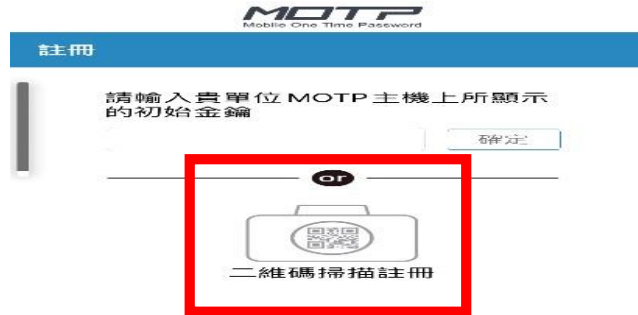 MOTP
Mobile One Time Password
註冊
請輸入貴單位MOTP主機上所顯示
的初始金鑰
確定
or
二維碼掃描註冊